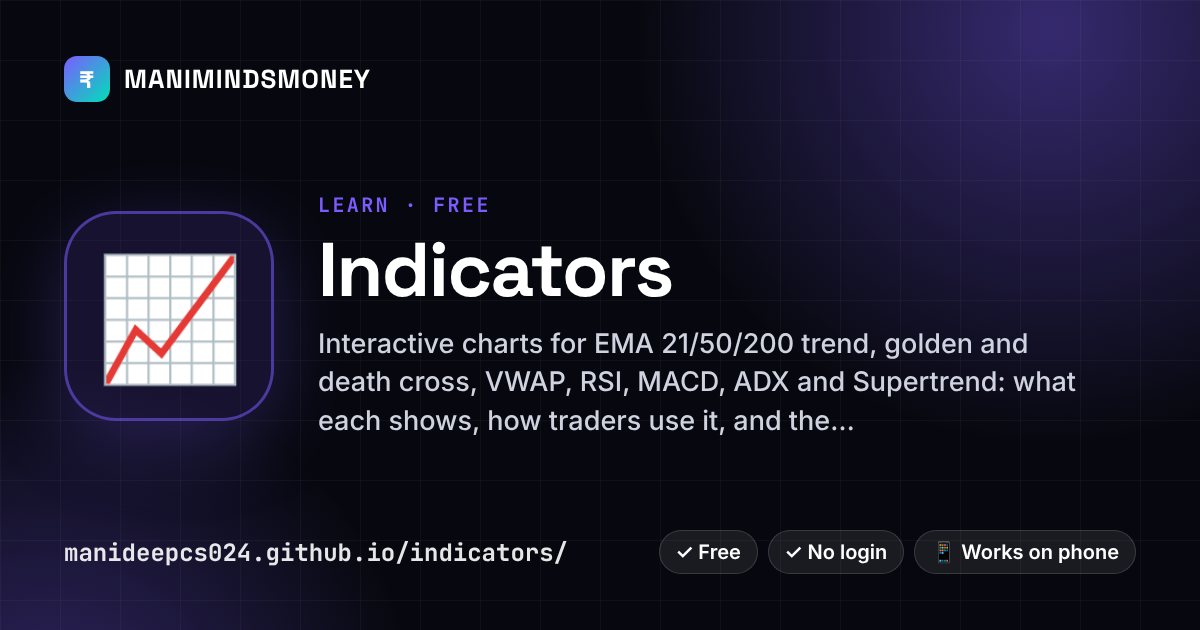 ₹ MANIMINDSMONEY
LEARN · FREE
Indicators
Interactive charts for EMA 21/50/200 trend, golden and
death cross, VWAP, RSI, MACD, ADX and Supertrend: what
each shows, how traders use it, and the...
manideepcs024.github.io/indicators/
✓ Free
✓ No login
Works on phone